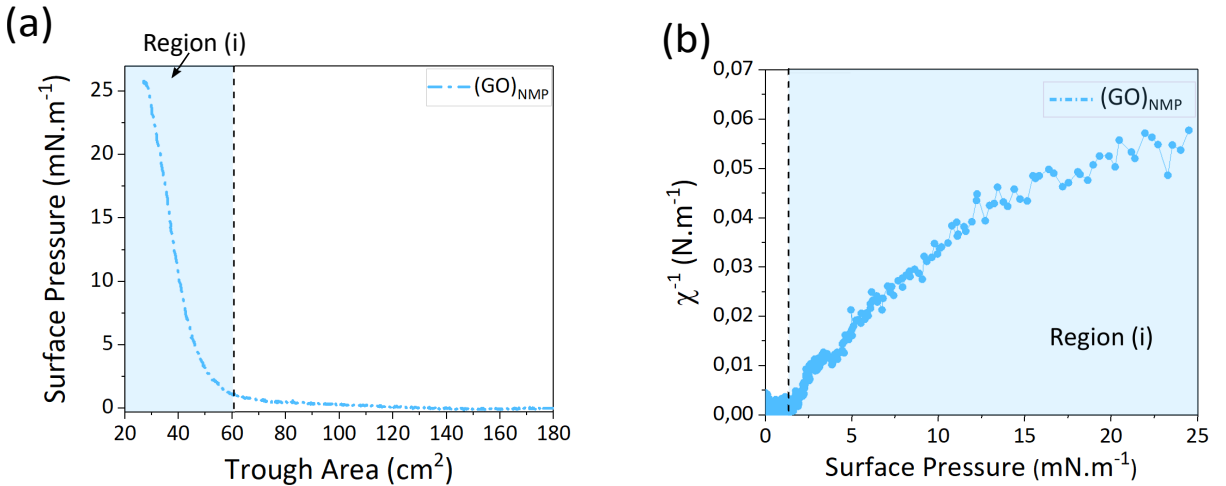 (a)
Region (i)
Surface Pressure (mN.m⁻¹)
25
20
15
10
5
0
(GO)NMP
20 40 60 80 100 120 140 160 180
Trough Area (cm²)
(b)
χ⁻¹ (N.m⁻¹)
0,07
0,06
0,05
0,04
0,03
0,02
0,01
0,00
(GO)NMP
Region (i)
0 5 10 15 20 25
Surface Pressure (mN.m⁻¹)